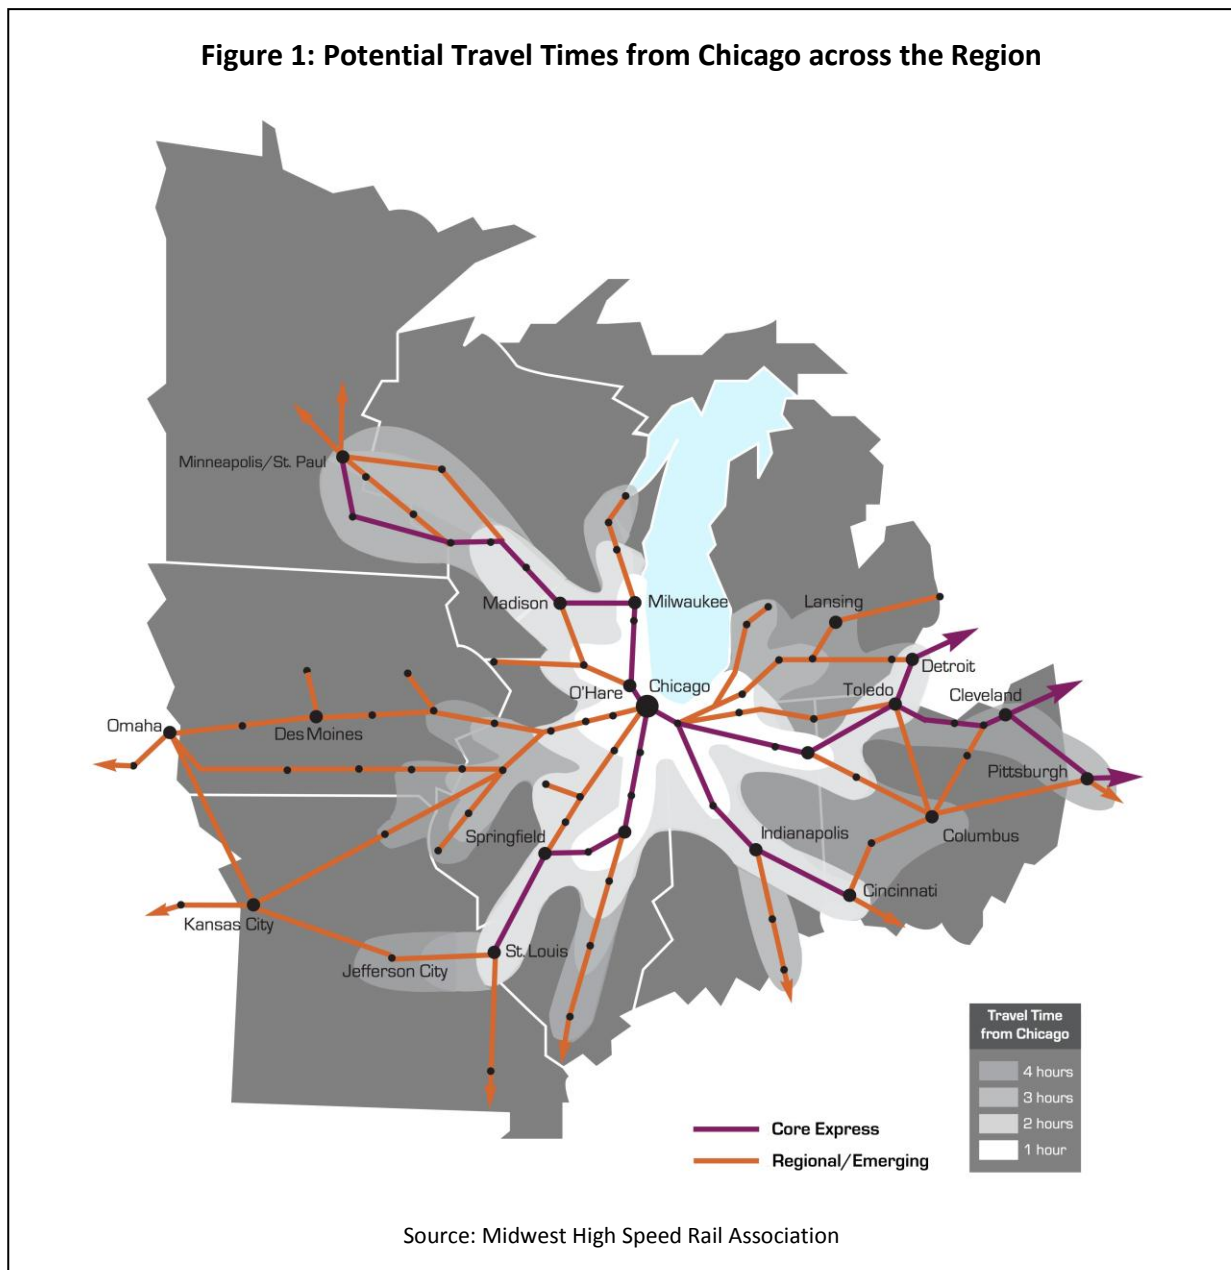 Figure 1: Potential Travel Times from Chicago across the Region
Minneapolis/St. Paul
Madison
Milwaukee
Lansing
O'Hare
Chicago
Detroit
Toledo
Cleveland
Omaha
Des Moines
Pittsburgh
Springfield
Indianapolis
Columbus
Cincinnati
Kansas City
St. Louis
Jefferson City
Travel Time
from Chicago
4 hours
3 hours
2 hours
1 hour
Core Express
Regional/Emerging
Source: Midwest High Speed Rail Association